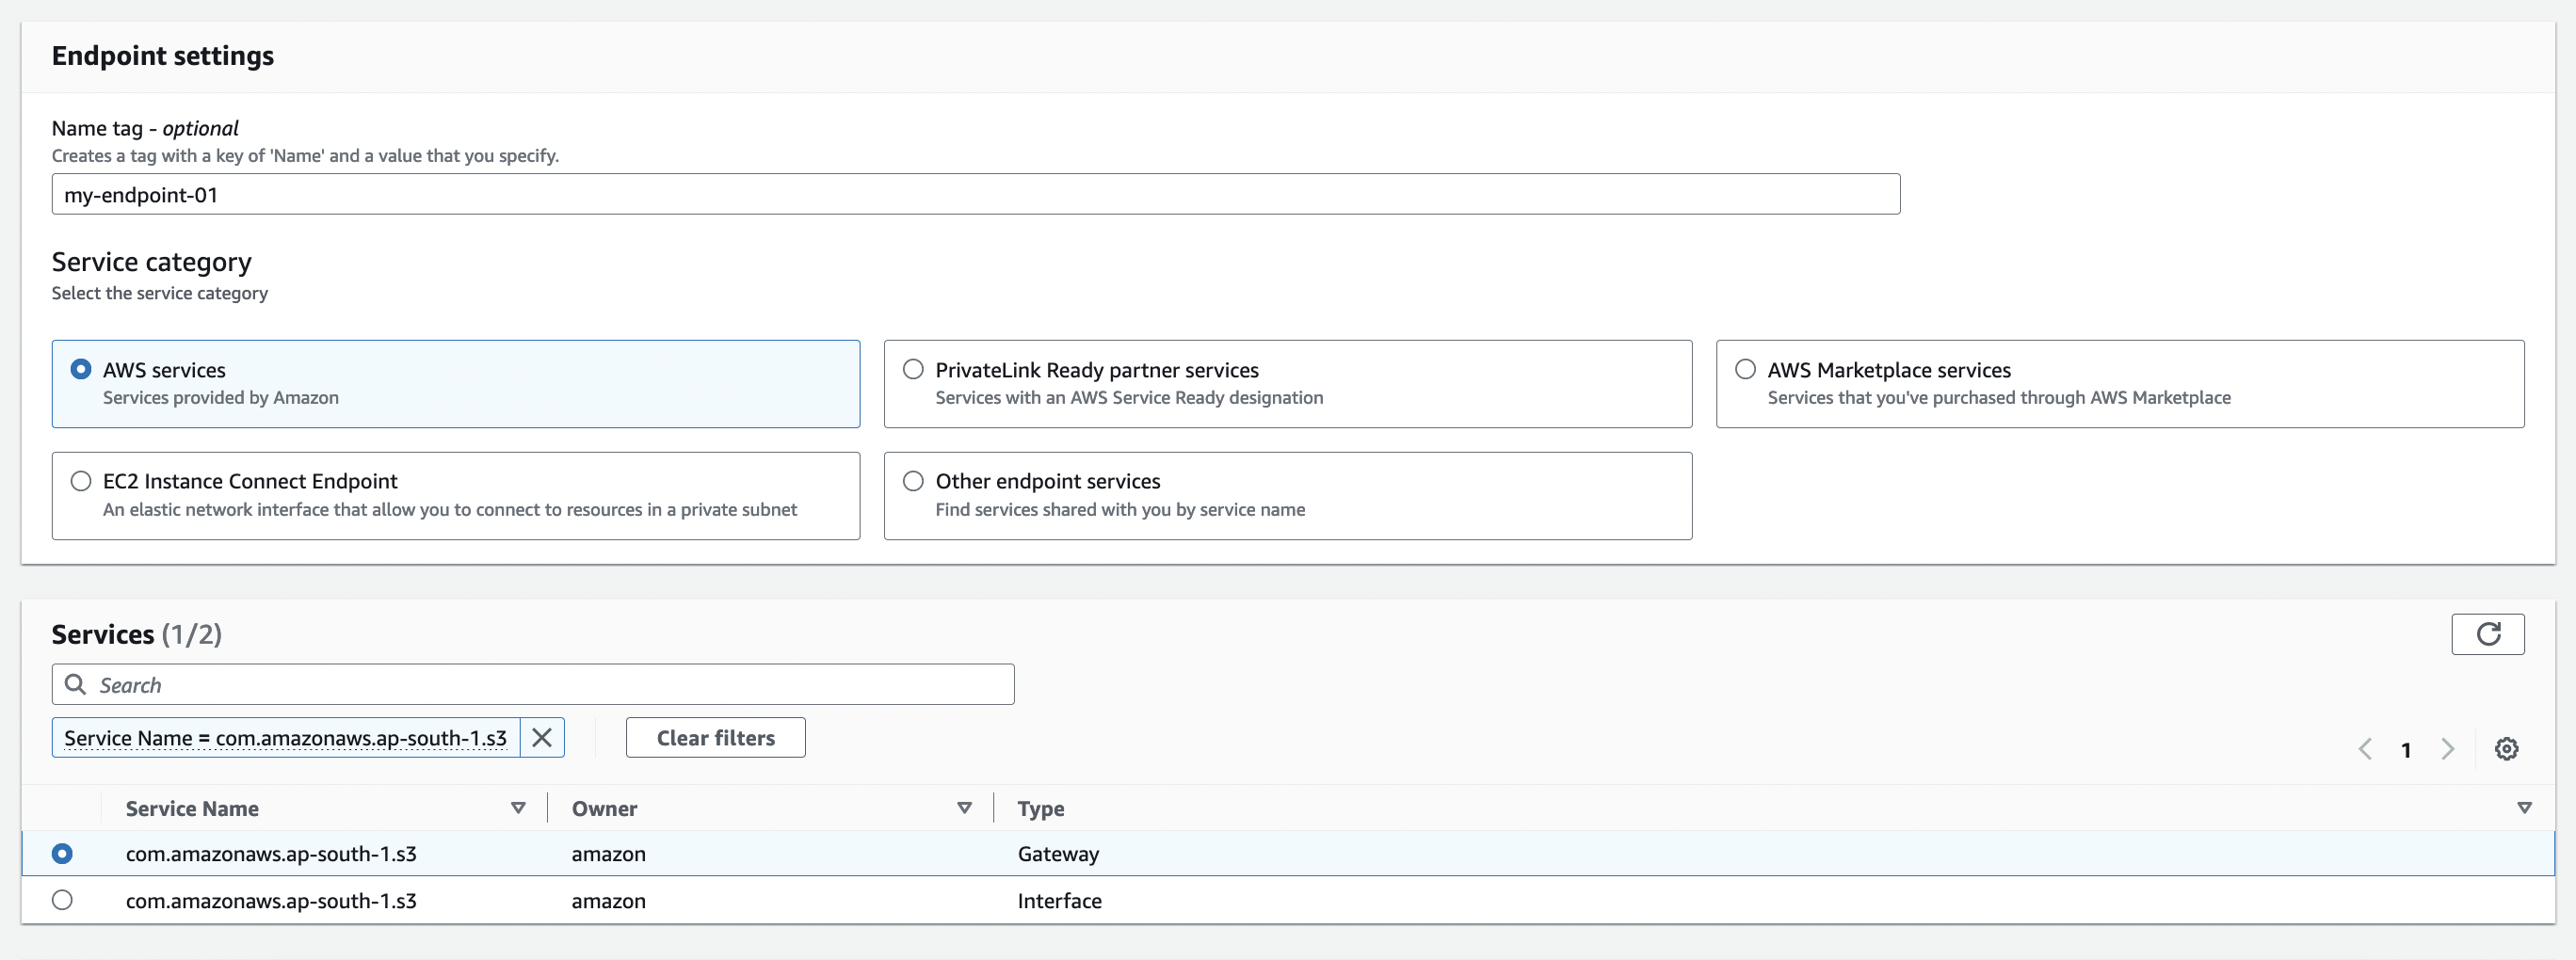 Endpoint settings
Name tag - optional
Creates a tag with a key of 'Name' and a value that you specify.
my-endpoint-01
Service category
Select the service category
AWS services
Services provided by Amazon
PrivateLink Ready partner services
Services with an AWS Service Ready designation
AWS Marketplace services
Services that you've purchased through AWS Marketplace
EC2 Instance Connect Endpoint
An elastic network interface that allow you to connect to resources in a private subnet
Other endpoint services
Find services shared with you by service name
Services (1/2)
Search
Service Name = com.amazonaws.ap-south-1.s3
Clear filters
1
Service Name Owner Type
com.amazonaws.ap-south-1.s3 amazon Gateway
com.amazonaws.ap-south-1.s3 amazon Interface